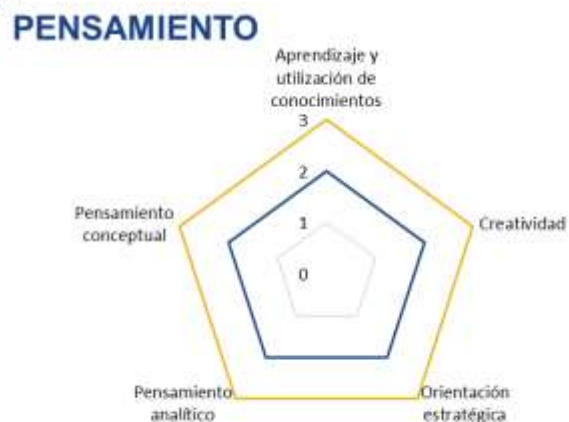 PENSAMIENTO
Aprendizaje y
utilización de
conocimientos
3
2
1
0
Creatividad
Orientación
estratégica
Pensamiento
analítico
Pensamiento
conceptual